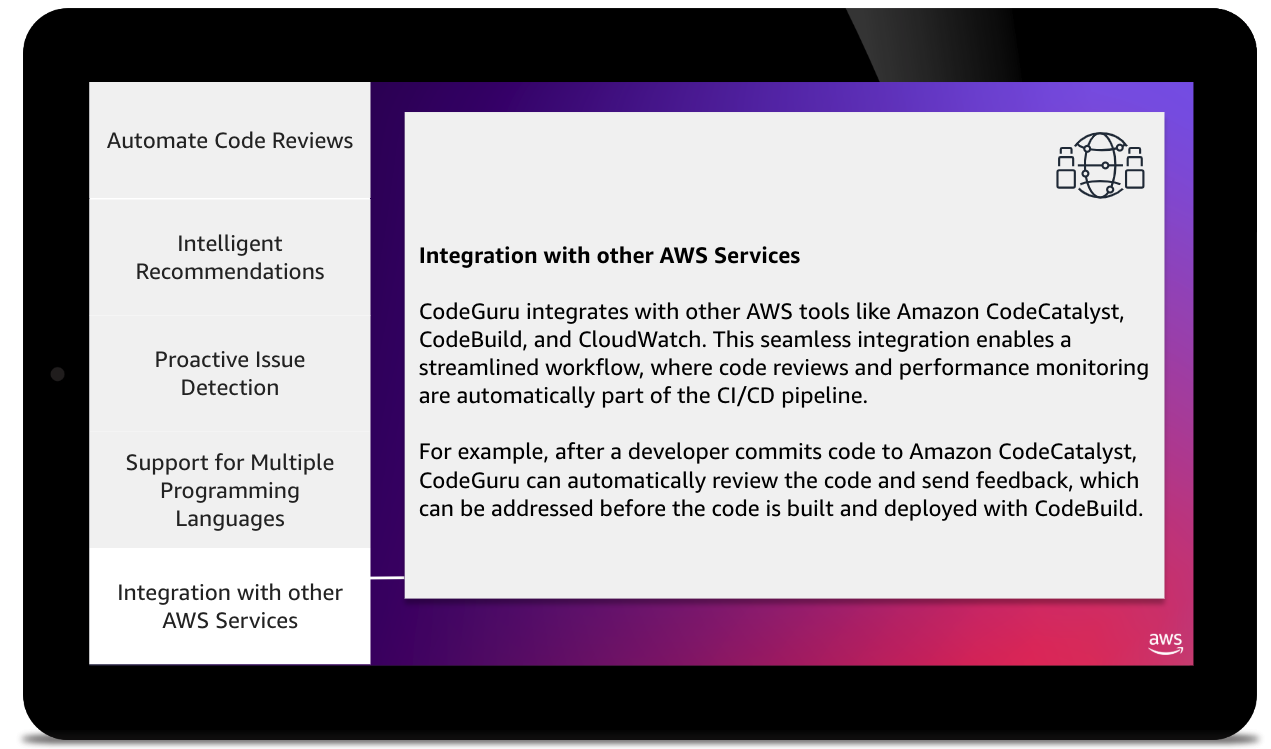 Automate Code Reviews
Intelligent
Recommendations
Proactive Issue
Detection
Support for Multiple
Programming
Languages
Integration with other
AWS Services
Integration with other AWS Services
CodeGuru integrates with other AWS tools like Amazon CodeCatalyst,
CodeBuild, and CloudWatch. This seamless integration enables a
streamlined workflow, where code reviews and performance monitoring
are automatically part of the CI/CD pipeline.
For example, after a developer commits code to Amazon CodeCatalyst,
CodeGuru can automatically review the code and send feedback, which
can be addressed before the code is built and deployed with CodeBuild.
aws